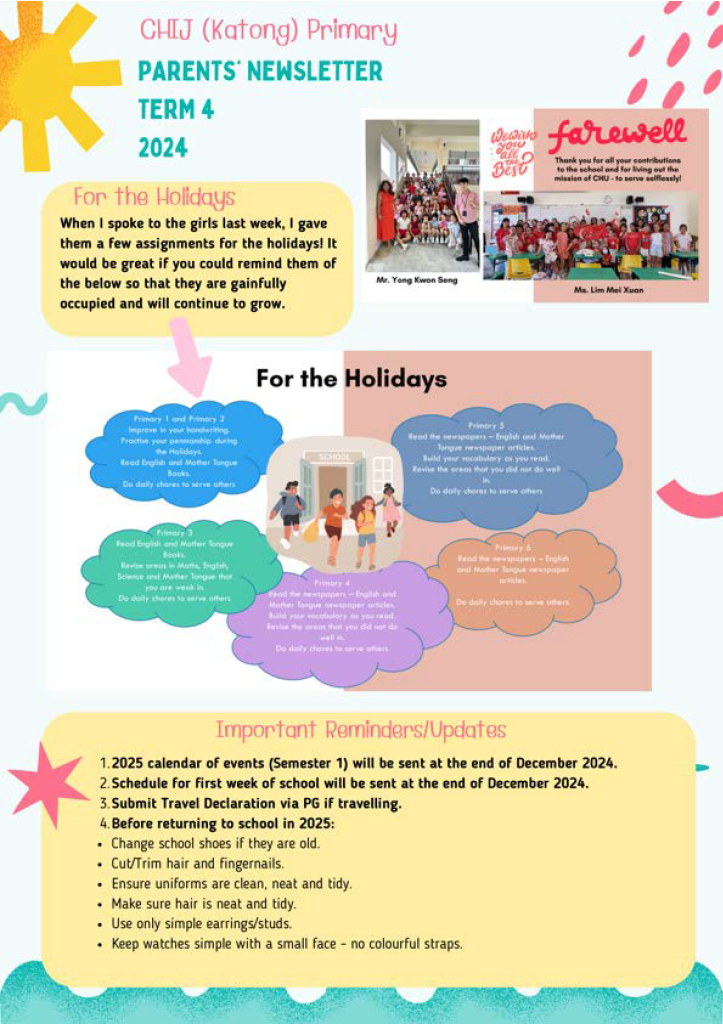 CHIJ (Katong) Primary
PARENTS' NEWSLETTER
TERM 4
2024
Wishing
you
all
the
Best!
farewell
Thank you for all your contributions
to the school and for living out the
mission of CHIJ - to serve selflessly!
Mr. Yong Kwon Seng
Ms. Lim Mei Xuan
For the Holidays
When I spoke to the girls last week, I gave
them a few assignments for the holidays! It
would be great if you could remind them of
the below so that they are gainfully
occupied and will continue to grow.
For the Holidays
Primary 1 and Primary 2
Improve in your handwriting.
Practise your penmanship during
the Holidays.
Read English and Mother Tongue
Books.
Do daily chores to serve others
Primary 5
Read the newspapers – English and Mother
Tongue newspaper articles.
Build your vocabulary as you read.
Revise the areas that you did not do well
in.
Do daily chores to serve others
SCHOOL
Primary 3
Read English and Mother Tongue
Books.
Revise areas in Maths, English,
Science and Mother Tongue that
you are weak in.
Do daily chores to serve others
Primary 4
Read the newspapers – English and
Mother Tongue newspaper articles.
Build your vocabulary as you read.
Revise the areas that you did not do
well in.
Do daily chores to serve others
Primary 6
Read the newspapers – English
and Mother Tongue newspaper
articles.
Do daily chores to serve others.
Important Reminders/Updates
1. 2025 calendar of events (Semester 1) will be sent at the end of December 2024.
2. Schedule for first week of school will be sent at the end of December 2024.
3. Submit Travel Declaration via PG if travelling.
4. Before returning to school in 2025:
• Change school shoes if they are old.
• Cut/Trim hair and fingernails.
• Ensure uniforms are clean, neat and tidy.
• Make sure hair is neat and tidy.
• Use only simple earrings/studs.
• Keep watches simple with a small face - no colourful straps.